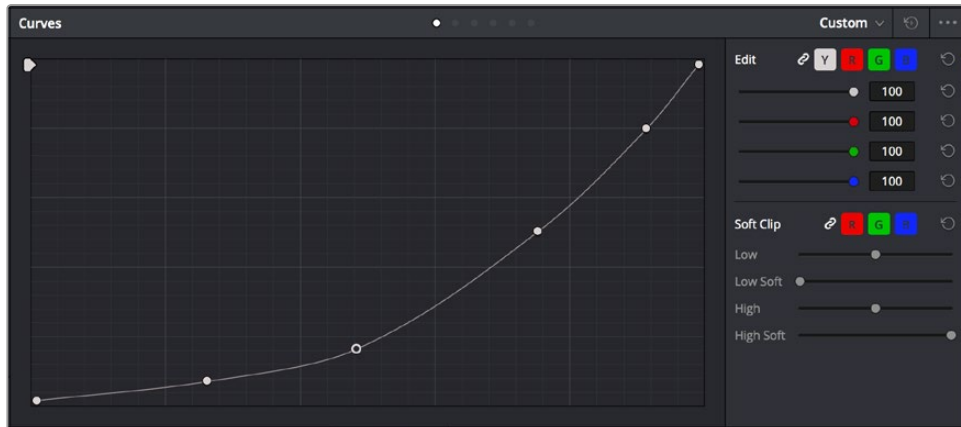 Curves
Custom
Edit Y R G B
100
100
100
100
Soft Clip R G B
Low
Low Soft
High
High Soft